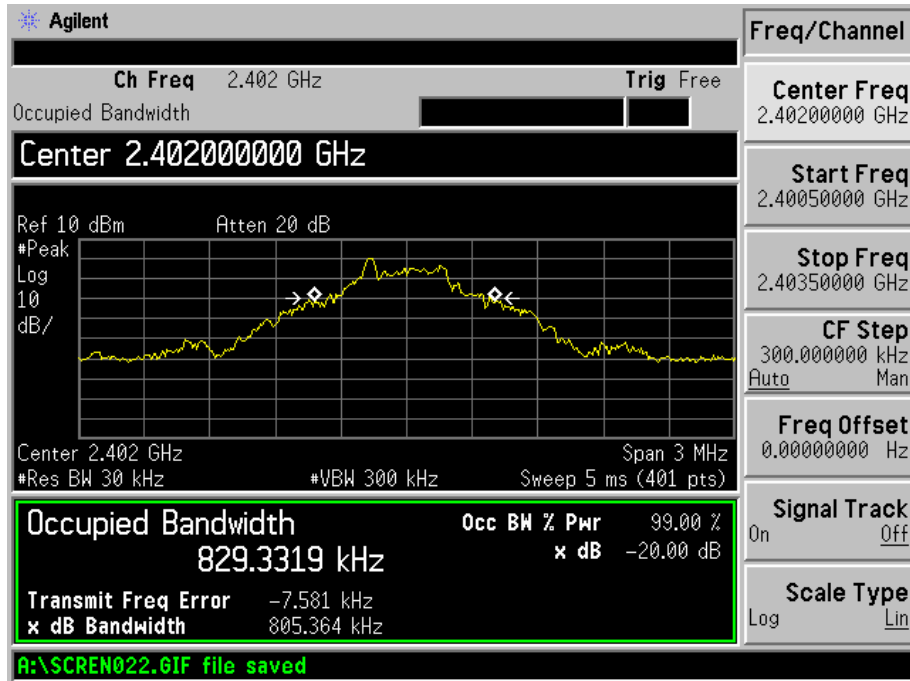 Agilent
Freq/Channel
Ch Freq 2.402 GHz Trig Free
Occupied Bandwidth
Center 2.402000000 GHz
Ref 10 dBm Atten 20 dB
#Peak
Log
10
dB/
Center 2.402 GHz Span 3 MHz
#Res BW 30 kHz #VBW 300 kHz Sweep 5 ms (401 pts)
Occupied Bandwidth
829.3319 kHz
Occ BW % Pwr 99.00 %
x dB -20.00 dB
Transmit Freq Error -7.581 kHz
x dB Bandwidth 805.364 kHz
A:\SCREN022.GIF file saved
Center Freq
2.40200000 GHz
Start Freq
2.40050000 GHz
Stop Freq
2.40350000 GHz
CF Step
300.000000 kHz
Auto Man
Freq Offset
0.00000000 Hz
Signal Track
On Off
Scale Type
Log Lin